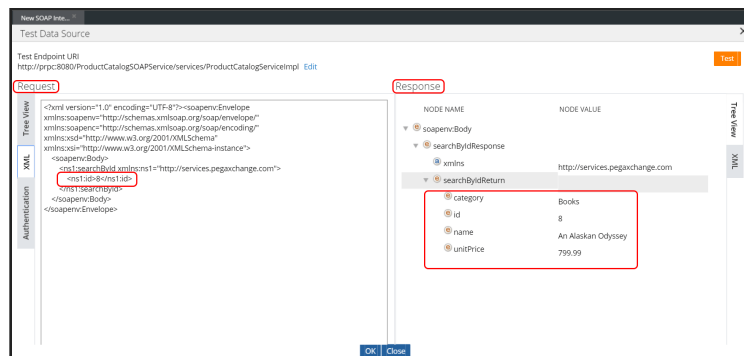 New SOAP Inte...
Test Data Source
Test Endpoint URI
http://prpc:8080/ProductCatalogSOAPService/services/ProductCatalogServiceImpl Edit
Test
Request
Tree View
XML
Authentication
<?xml version="1.0" encoding="UTF-8"?><soapenv:Envelope
xmlns:soapenv="http://schemas.xmlsoap.org/soap/envelope/"
xmlns:soapenc="http://schemas.xmlsoap.org/soap/encoding/"
xmlns:xsd="http://www.w3.org/2001/XMLSchema"
xmlns:xsi="http://www.w3.org/2001/XMLSchema-instance">
<soapenv:Body>
<ns1:searchById xmlns:ns1="http://services.pegaxchange.com">
<ns1:id>8</ns1:id>
</ns1:searchById>
</soapenv:Body>
</soapenv:Envelope>
Response
NODE NAME NODE VALUE
soapenv:Body
searchByIdResponse
xmlns http://services.pegaxchange.com
searchByIdReturn
category Books
id 8
name An Alaskan Odyssey
unitPrice 799.99
Tree View
XML
OK Close